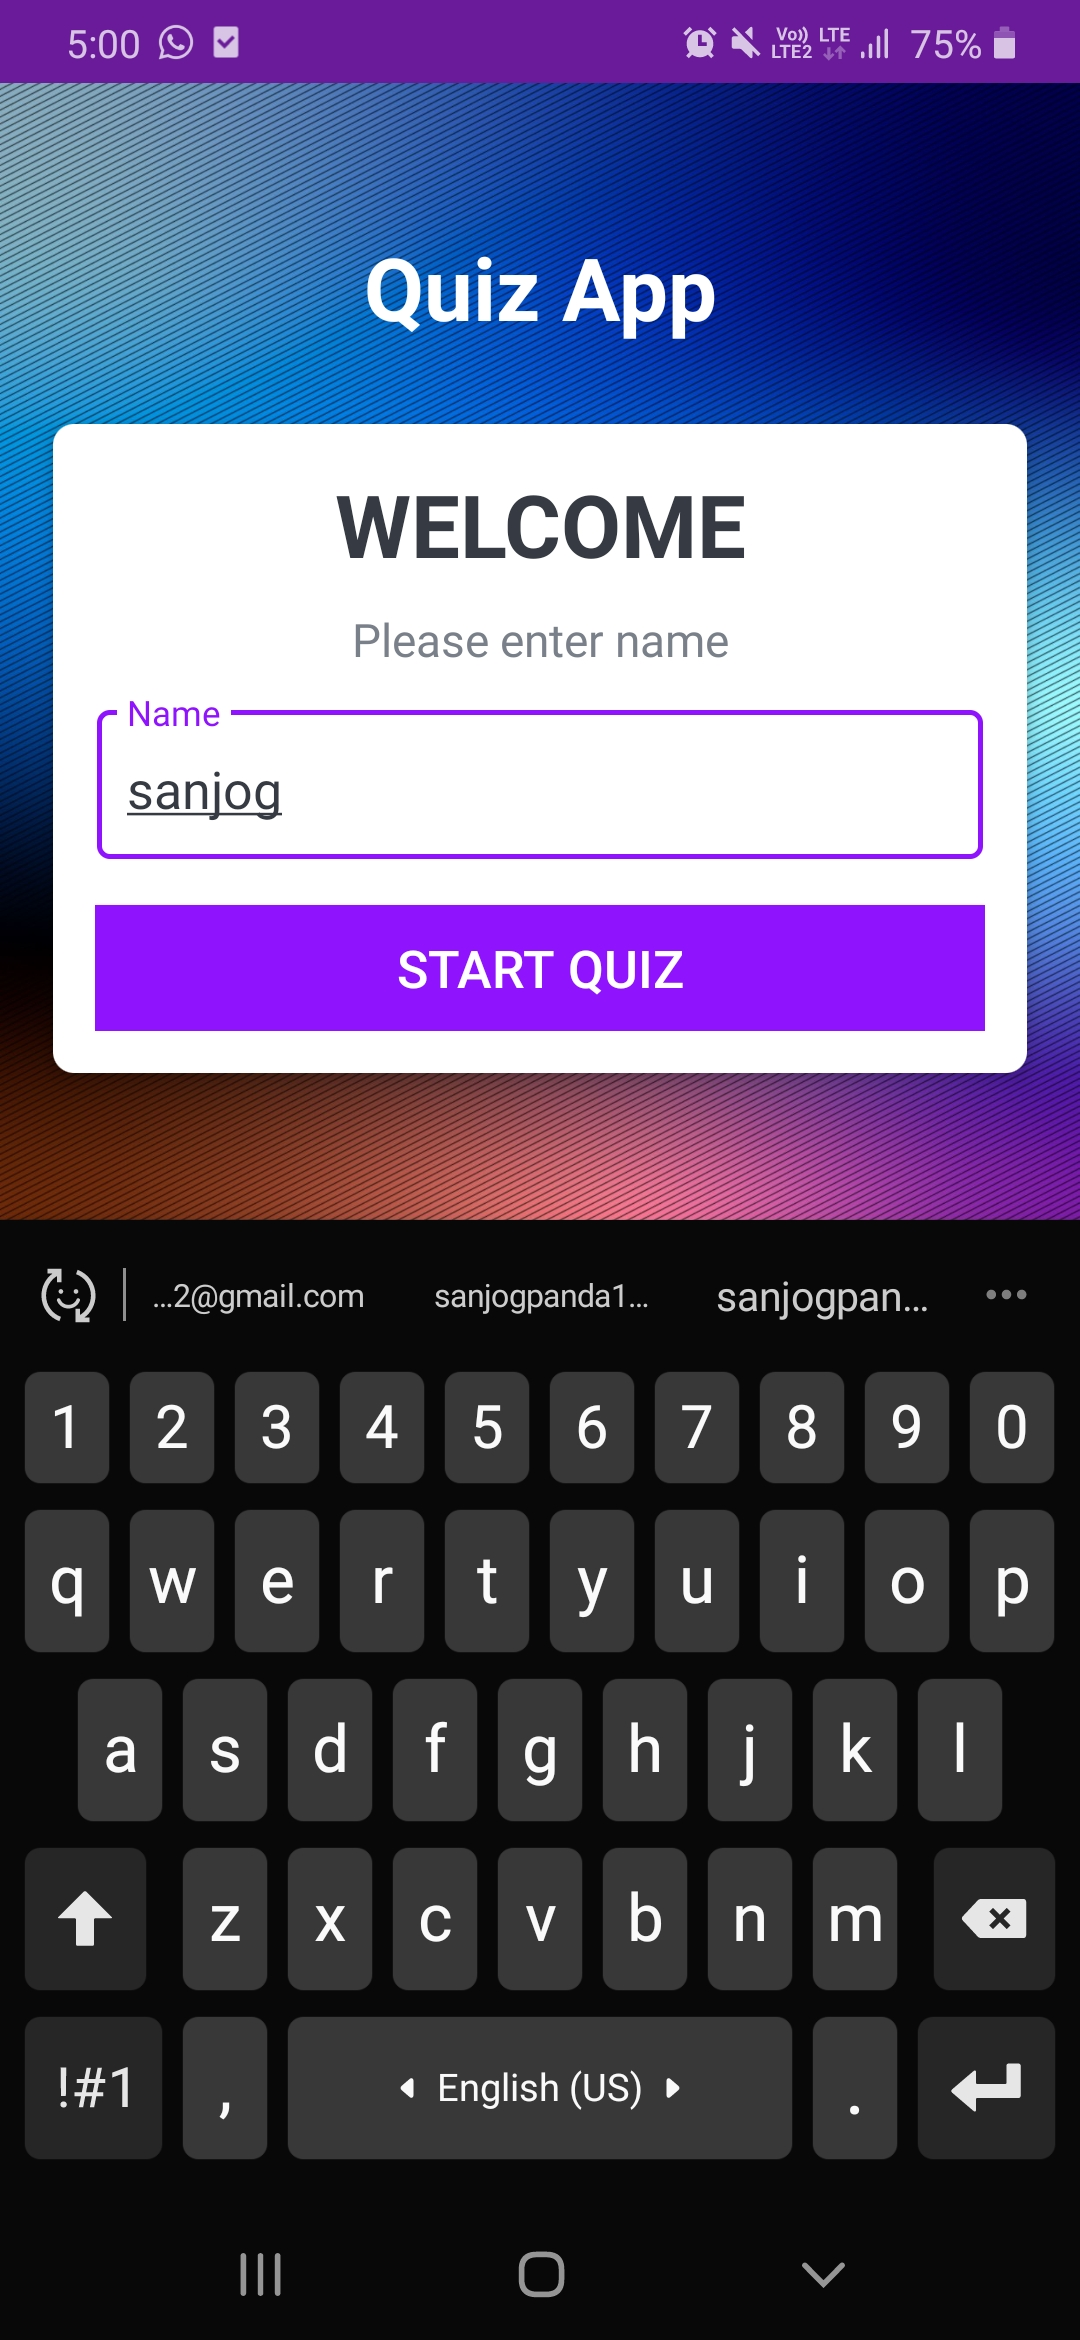 5:00
Vo)) LTE2 LTE 75%
Quiz App
WELCOME
Please enter name
Name
sanjog
START QUIZ
...2@gmail.com sanjogpanda1... sanjogpan...
1 2 3 4 5 6 7 8 9 0
q w e r t y u i o p
a s d f g h j k l
z x c v b n m
!#1 , English (US) .